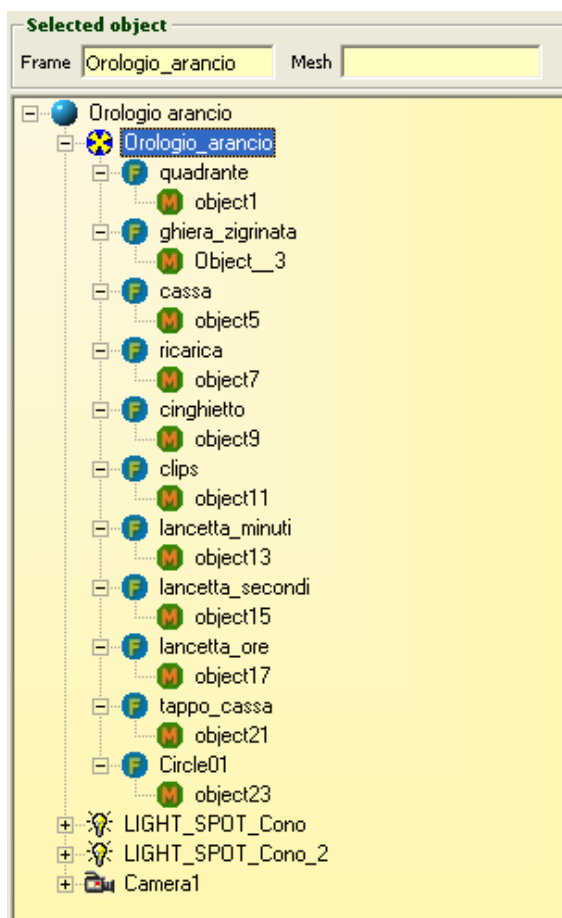 Selected object
Frame Orologio_arancio Mesh
Orologio arancio
Orologio_arancio
F quadrante
M object1
F ghiera_zigrinata
M Object__3
F cassa
M object5
F ricarica
M object7
F cinghietto
M object9
F clips
M object11
F lancetta_minuti
M object13
F lancetta_secondi
M object15
F lancetta_ore
M object17
F tappo_cassa
M object21
F Circle01
M object23
LIGHT_SPOT_Cono
LIGHT_SPOT_Cono_2
Camera1